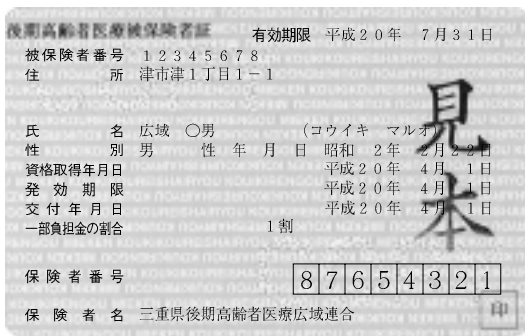 後期高齢者医療被保険者証 有効期限 平成20年 7月31日
被保険者番号 12345678
住所 津市津1丁目1-1
氏名 広域 ○男 (コウイキ マルオ)
性別 男 生年月日 昭和 2年 2月22日
資格取得年月日 平成20年 4月 1日
発効期限 平成20年 4月 1日
交付年月日 平成20年 4月 1日
一部負担金の割合 1割
見本
保険者番号 87654321
保険者名 三重県後期高齢者医療広域連合
印